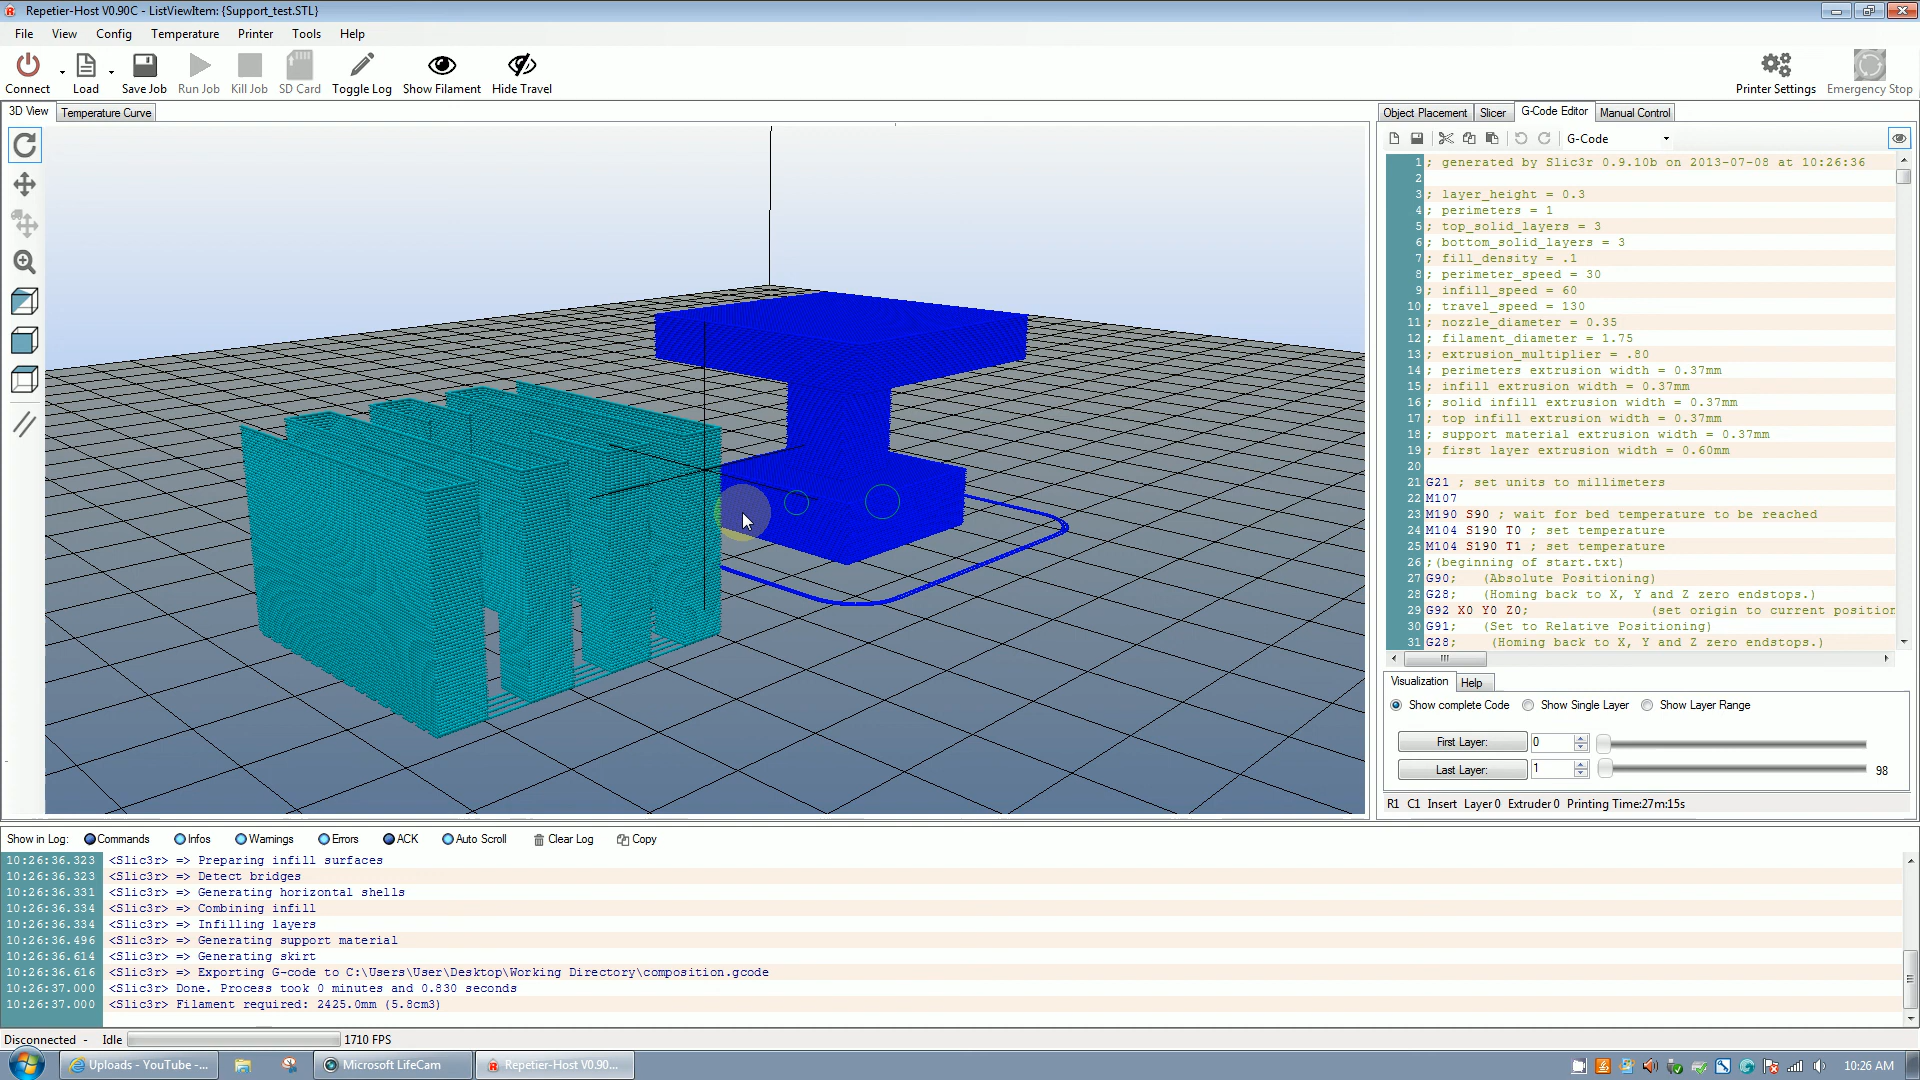 Repetier-Host V0.90C - ListViewItem: {Support_test.STL}
File View Config Temperature Printer Tools Help
Connect Load Save Job Run Job Kill Job SD Card Toggle Log Show Filament Hide Travel Printer Settings Emergency Stop
3D View Temperature Curve Object Placement Slicer G-Code Editor Manual Control
G-Code
1 ; generated by Slic3r 0.9.10b on 2013-07-08 at 10:26:36
2
3 ; layer_height = 0.3
4 ; perimeters = 1
5 ; top_solid_layers = 3
6 ; bottom_solid_layers = 3
7 ; fill_density = .1
8 ; perimeter_speed = 30
9 ; infill_speed = 60
10 ; travel_speed = 130
11 ; nozzle_diameter = 0.35
12 ; filament_diameter = 1.75
13 ; extrusion_multiplier = .80
14 ; perimeters extrusion width = 0.37mm
15 ; infill extrusion width = 0.37mm
16 ; solid infill extrusion width = 0.37mm
17 ; top infill extrusion width = 0.37mm
18 ; support material extrusion width = 0.37mm
19 ; first layer extrusion width = 0.60mm
20
21 G21 ; set units to millimeters
22 M107
23 M190 S90 ; wait for bed temperature to be reached
24 M104 S190 T0 ; set temperature
25 M104 S190 T1 ; set temperature
26 ;(beginning of start.txt)
27 G90; (Absolute Positioning)
28 G28; (Homing back to X, Y and Z zero endstops.)
29 G92 X0 Y0 Z0; (set origin to current position
30 G91; (Set to Relative Positioning)
31 G28; (Homing back to X, Y and Z zero endstops.)
Visualization Help
Show complete Code Show Single Layer Show Layer Range
First Layer: 0
Last Layer: 1 98
R1 C1 Insert Layer 0 Extruder 0 Printing Time:27m:15s
Show in Log: Commands Infos Warnings Errors ACK Auto Scroll Clear Log Copy
10:26:36.323 <Slic3r> => Preparing infill surfaces
10:26:36.323 <Slic3r> => Detect bridges
10:26:36.331 <Slic3r> => Generating horizontal shells
10:26:36.334 <Slic3r> => Combining infill
10:26:36.334 <Slic3r> => Infilling layers
10:26:36.496 <Slic3r> => Generating support material
10:26:36.614 <Slic3r> => Generating skirt
10:26:36.616 <Slic3r> => Exporting G-code to C:\Users\User\Desktop\Working Directory\composition.gcode
10:26:37.000 <Slic3r> Done. Process took 0 minutes and 0.830 seconds
10:26:37.000 <Slic3r> Filament required: 2425.0mm (5.8cm3)
Disconnected - Idle 1710 FPS
Uploads - YouTube -... Microsoft LifeCam Repetier-Host V0.90... 10:26 AM